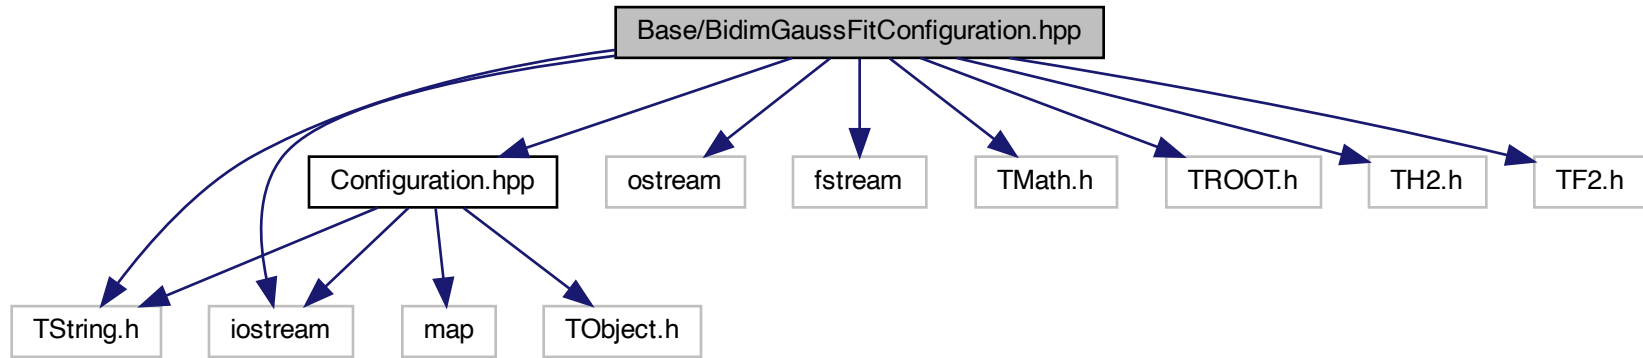 Base/BidimGaussFitConfiguration.hpp
Configuration.hpp
ostream
fstream
TMath.h
TROOT.h
TH2.h
TF2.h
TString.h
iostream
map
TObject.h